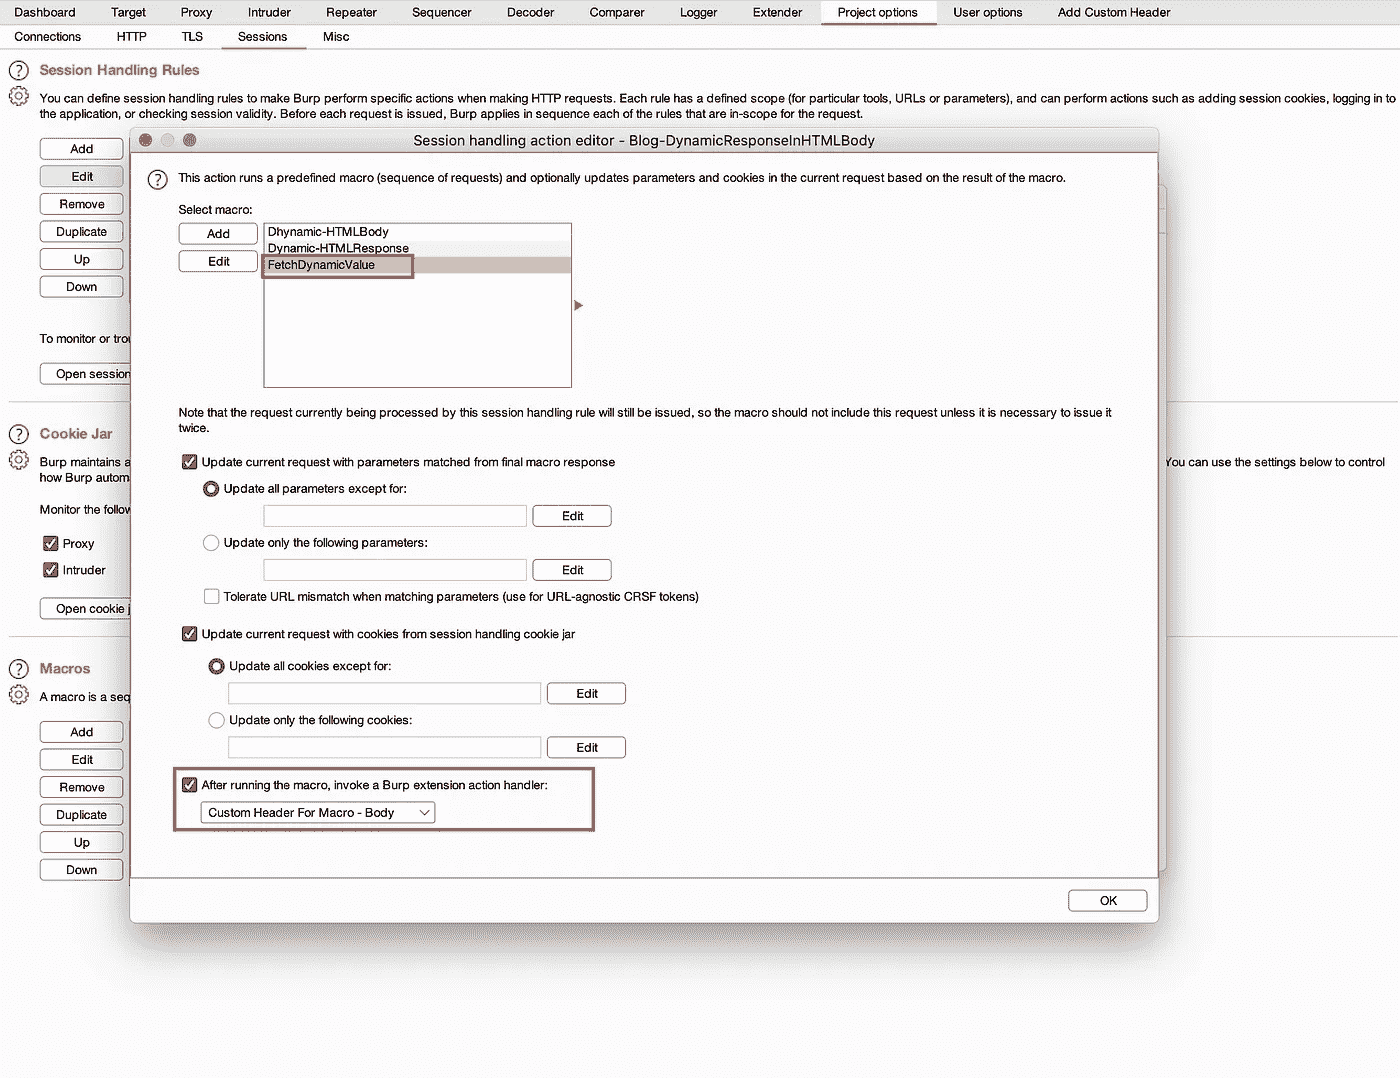 Dashboard Target Proxy Intruder Repeater Sequencer Decoder Comparer Logger Extender Project options User options Add Custom Header
Connections HTTP TLS Sessions Misc
Session Handling Rules
You can define session handling rules to make Burp perform specific actions when making HTTP requests. Each rule has a defined scope (for particular tools, URLs or parameters), and can perform actions such as adding session cookies, logging in to
the application, or checking session validity. Before each request is issued, Burp applies in sequence each of the rules that are in-scope for the request.
Add
Edit
Remove
Duplicate
Up
Down
To monitor or trou
Open session
Cookie Jar
Burp maintains a
You can use the settings below to control
how Burp autom
Monitor the follow
Proxy
Intruder
Open cookie j
Macros
A macro is a seq
Add
Edit
Remove
Duplicate
Up
Down
Session handling action editor - Blog-DynamicResponseInHTMLBody
This action runs a predefined macro (sequence of requests) and optionally updates parameters and cookies in the current request based on the result of the macro.
Select macro:
Add
Edit
Dhynamic-HTMLBody
Dynamic-HTMLResponse
FetchDynamicValue
Note that the request currently being processed by this session handling rule will still be issued, so the macro should not include this request unless it is necessary to issue it
twice.
Update current request with parameters matched from final macro response
Update all parameters except for:
Edit
Update only the following parameters:
Edit
Tolerate URL mismatch when matching parameters (use for URL-agnostic CRSF tokens)
Update current request with cookies from session handling cookie jar
Update all cookies except for:
Edit
Update only the following cookies:
Edit
After running the macro, invoke a Burp extension action handler:
Custom Header For Macro - Body
OK